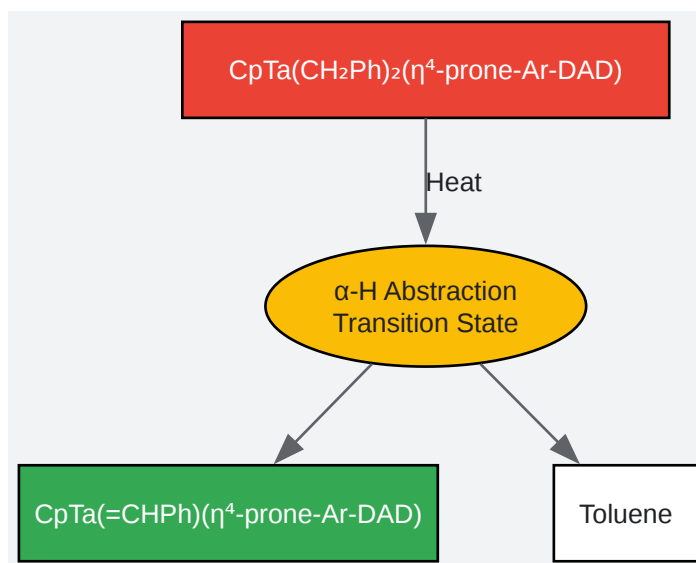 CpTa(CH₂Ph)₂(η⁴-prone-Ar-DAD)
Heat
α-H Abstraction
Transition State
CpTa(=CHPh)(η⁴-prone-Ar-DAD)
Toluene